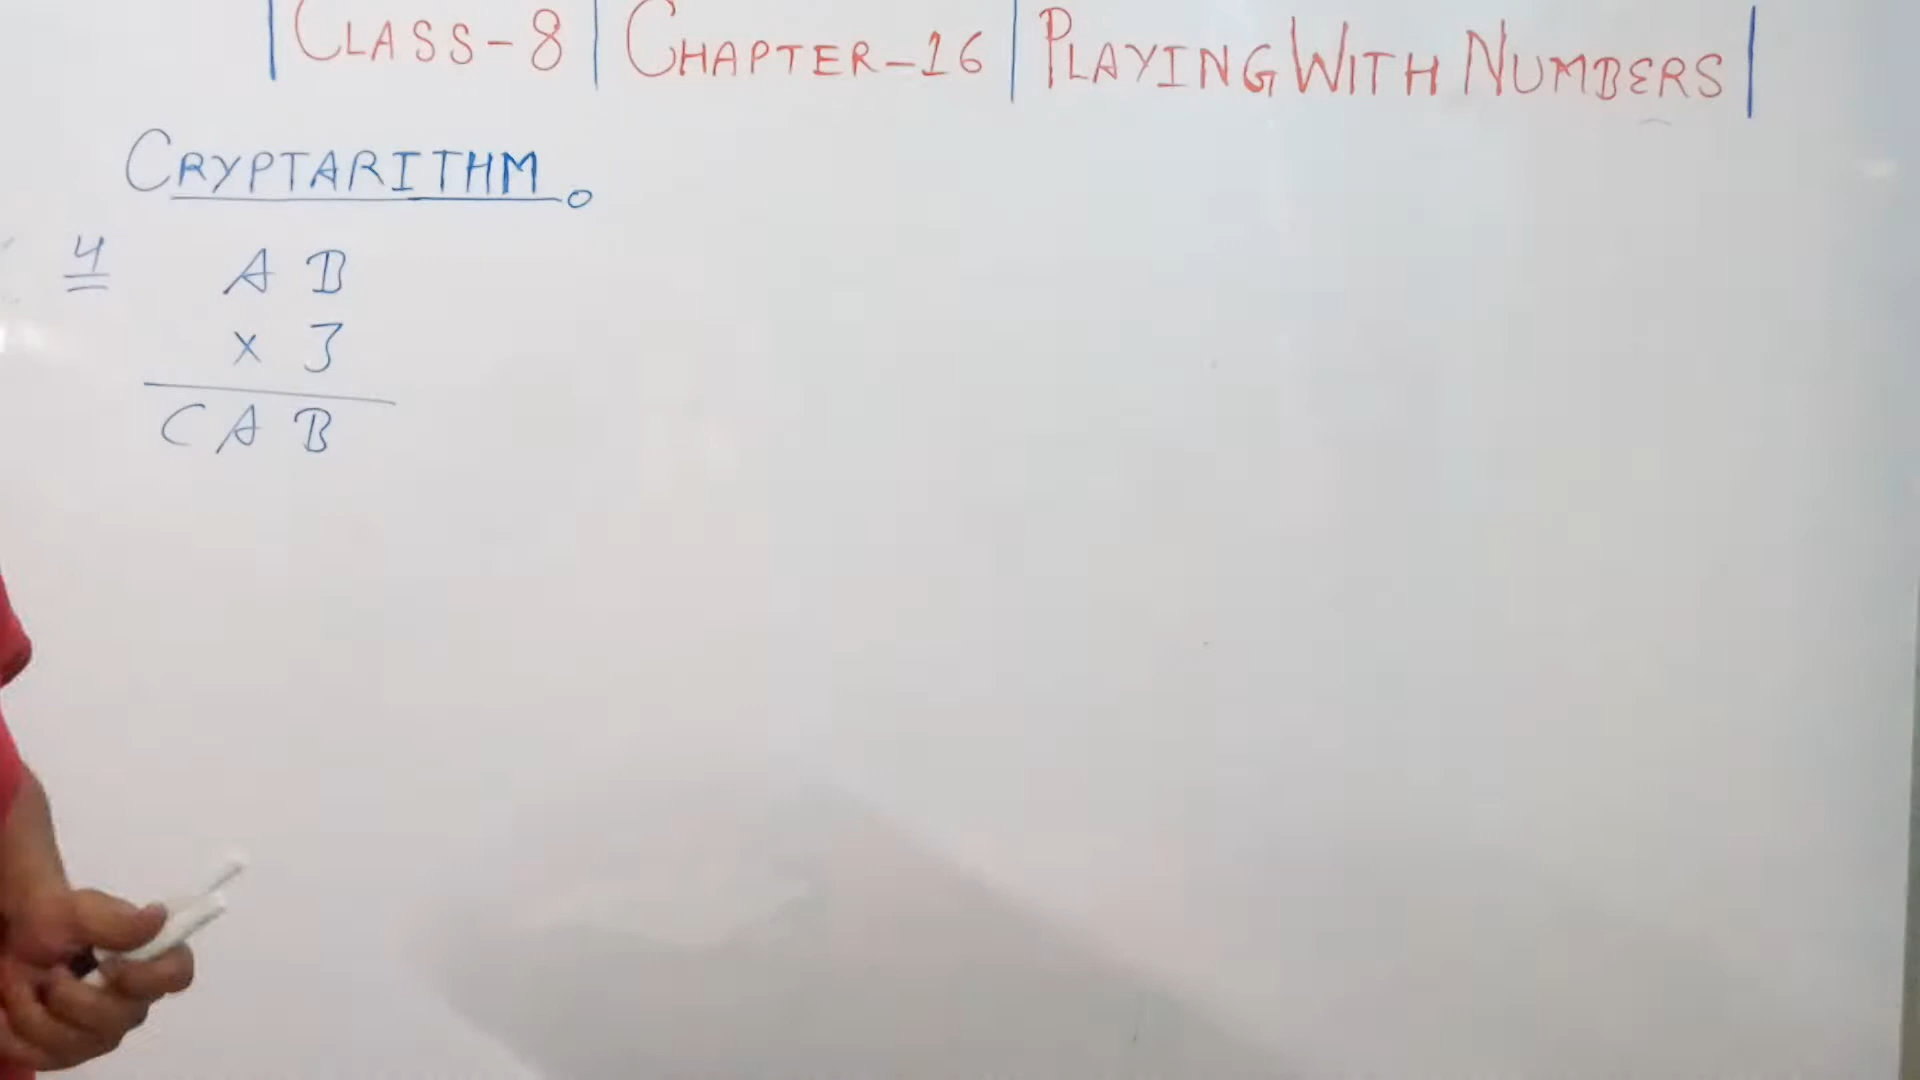 |CLASS-8|CHAPTER-16|PLAYING WITH NUMBERS|
CRYPTARITHM.
4 A B
× 3
C A B